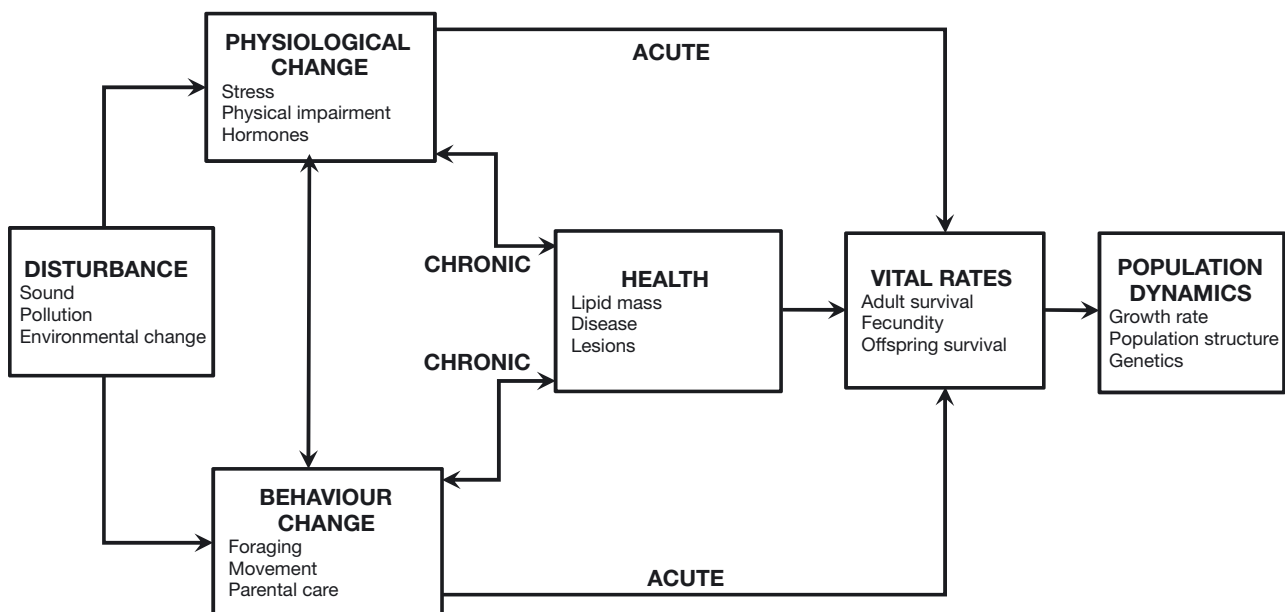 PHYSIOLOGICAL
CHANGE
Stress
Physical impairment
Hormones
ACUTE
DISTURBANCE
Sound
Pollution
Environmental change
CHRONIC
HEALTH
Lipid mass
Disease
Lesions
CHRONIC
VITAL RATES
Adult survival
Fecundity
Offspring survival
POPULATION
DYNAMICS
Growth rate
Population structure
Genetics
BEHAVIOUR
CHANGE
Foraging
Movement
Parental care
ACUTE